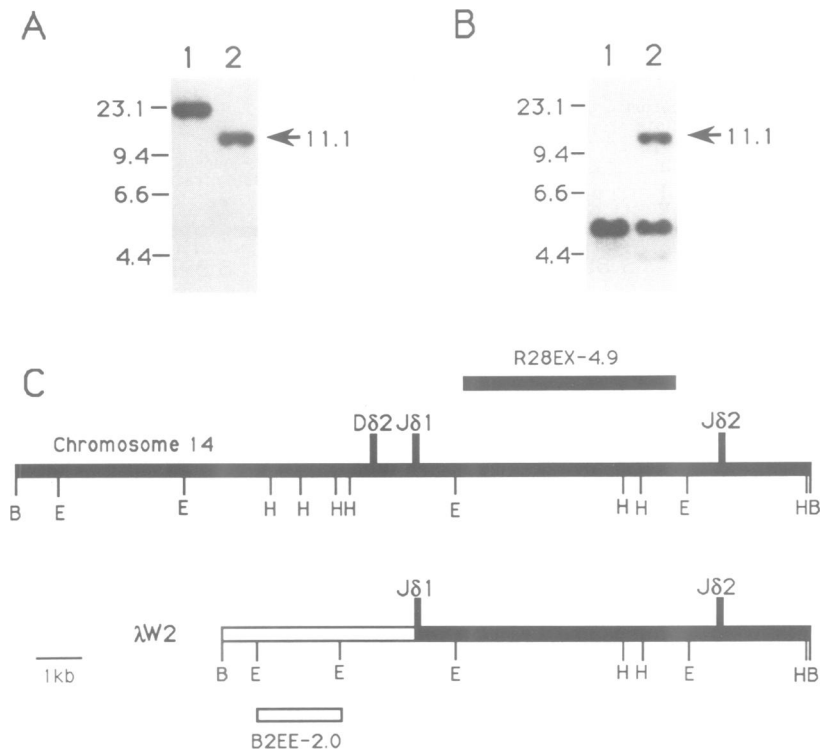 A
1 2
23.1
9.4
6.6
4.4
11.1
B
1 2
23.1
9.4
6.6
4.4
11.1
C
R28EX-4.9
Dδ2 Jδ1 Jδ2
Chromosome 14
B E E H H HH E H H E HB
Jδ1 Jδ2
λW2
B E E E H H E HB
1kb
B2EE-2.0